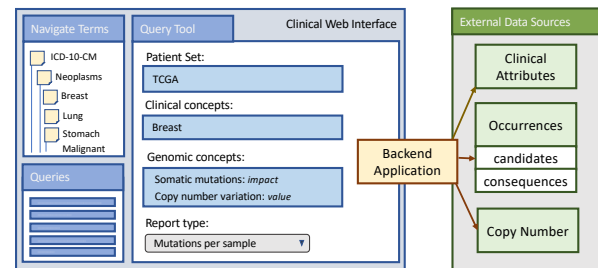 Clinical Web Interface
Navigate Terms
ICD-10-CM
Neoplasms
Breast
Lung
Stomach
Malignant
Queries
Query Tool
Patient Set:
TCGA
Clinical concepts:
Breast
Genomic concepts:
Somatic mutations: impact
Copy number variation: value
Report type:
Mutations per sample
Backend
Application
External Data Sources
Clinical
Attributes
Occurrences
candidates
consequences
Copy Number